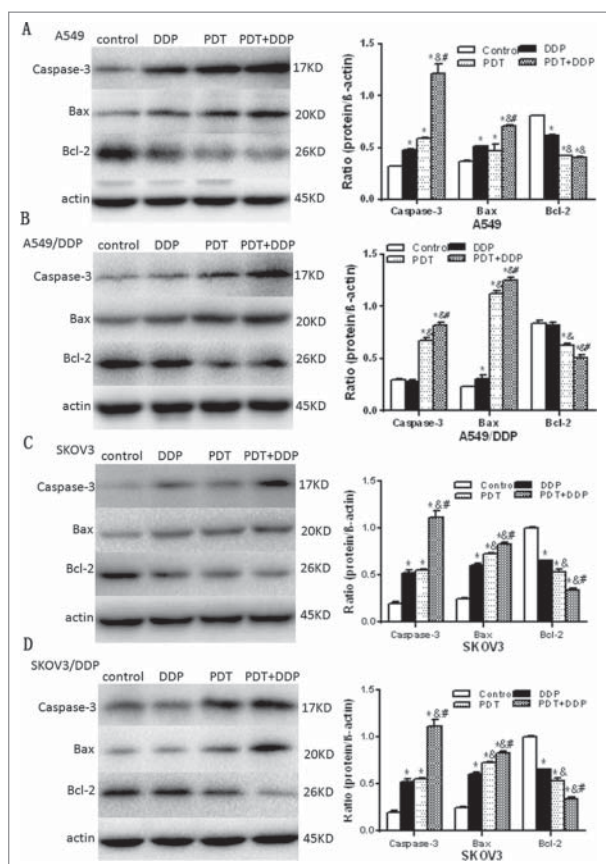 A
A549
control DDP PDT PDT+DDP
Caspase-3 17KD
Bax 20KD
Bcl-2 26KD
actin 45KD
Ratio (protein/ß-actin)
1.5
1.0
0.5
0.0
Control DDP
PDT PDT+DDP
* * *&#
* * *&#
* *& *&
Caspase-3 Bax Bcl-2
A549
B
A549/DDP
control DDP PDT PDT+DDP
Caspase-3 17KD
Bax 20KD
Bcl-2 26KD
actin 45KD
Ratio (protein/ß-actin)
2.0
1.5
1.0
0.5
0.0
Control DDP
PDT PDT+DDP
*& *&#
* *& *&#
*& *&#
Caspase-3 Bax Bcl-2
A549/DDP
C
SKOV3
control DDP PDT PDT+DDP
Caspase-3 17KD
Bax 20KD
Bcl-2 26KD
actin 45KD
Ratio (protein/ß-actin)
1.5
1.0
0.5
0.0
Control DDP
PDT PDT+DDP
* * *&#
* *& *&#
* *& *&#
Caspase-3 Bax Bcl-2
SKOV3
D
SKOV3/DDP
control DDP PDT PDT+DDP
Caspase-3 17KD
Bax 20KD
Bcl-2 26KD
actin 45KD
Ratio (protein/ß-actin)
1.5
1.0
0.5
0.0
Control DDP
PDT PDT+DDP
* * *&#
* *& *&#
* *& *&#
Caspase-3 Bax Bcl-2
SKOV3